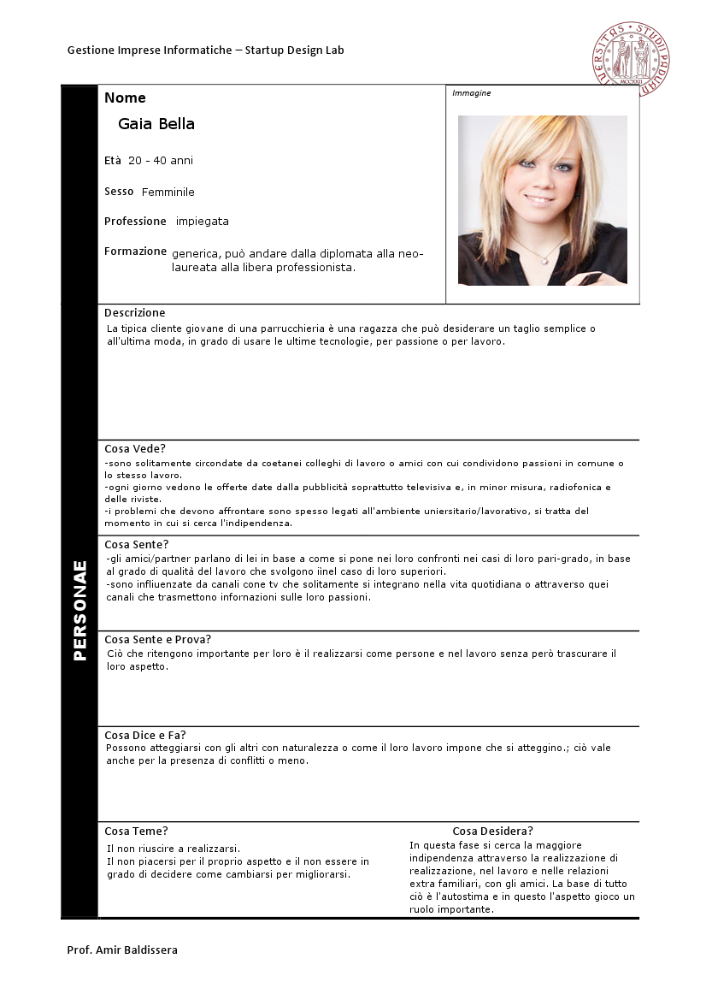 Gestione Imprese Informatiche – Startup Design Lab
Nome
Immagine
Gaia Bella
Età 20 - 40 anni
Sesso Femminile
Professione impiegata
Formazione generica, può andare dalla diplomata alla neo-
laureata alla libera professionista.
Descrizione
La tipica cliente giovane di una parrucchieria è una ragazza che può desiderare un taglio semplice o
all'ultima moda, in grado di usare le ultime tecnologie, per passione o per lavoro.
Cosa Vede?
-sono solitamente circondate da coetanei colleghi di lavoro o amici con cui condividono passioni in comune o
lo stesso lavoro.
-ogni giorno vedono le offerte date dalla pubblicità soprattutto televisiva e, in minor misura, radiofonica e
delle riviste.
-i problemi che devono affrontare sono spesso legati all'ambiente uniersitario/lavorativo, si tratta del
momento in cui si cerca l'indipendenza.
Cosa Sente?
-gli amici/partner parlano di lei in base a come si pone nei loro confronti nei casi di loro pari-grado, in base
al grado di qualità del lavoro che svolgono iìnel caso di loro superiori.
-sono infliuenzate da canali cone tv che solitamente si integrano nella vita quotidiana o attraverso quei
canali che trasmettono infornazioni sulle loro passioni.
PERSONAE
Cosa Sente e Prova?
Ciò che ritengono importante per loro è il realizzarsi come persone e nel lavoro senza però trascurare il
loro aspetto.
Cosa Dice e Fa?
Possono atteggiarsi con gli altri con naturalezza o come il loro lavoro impone che si atteggino.; ciò vale
anche per la presenza di conflitti o meno.
Cosa Teme?
Il non riuscire a realizzarsi.
Il non piacersi per il proprio aspetto e il non essere in
grado di decidere come cambiarsi per migliorarsi.
Cosa Desidera?
In questa fase si cerca la maggiore
indipendenza attraverso la realizzazione di
realizzazione, nel lavoro e nelle relazioni
extra familiari, con gli amici. La base di tutto
ciò è l'autostima e in questo l'aspetto gioco un
ruolo importante.
Prof. Amir Baldissera